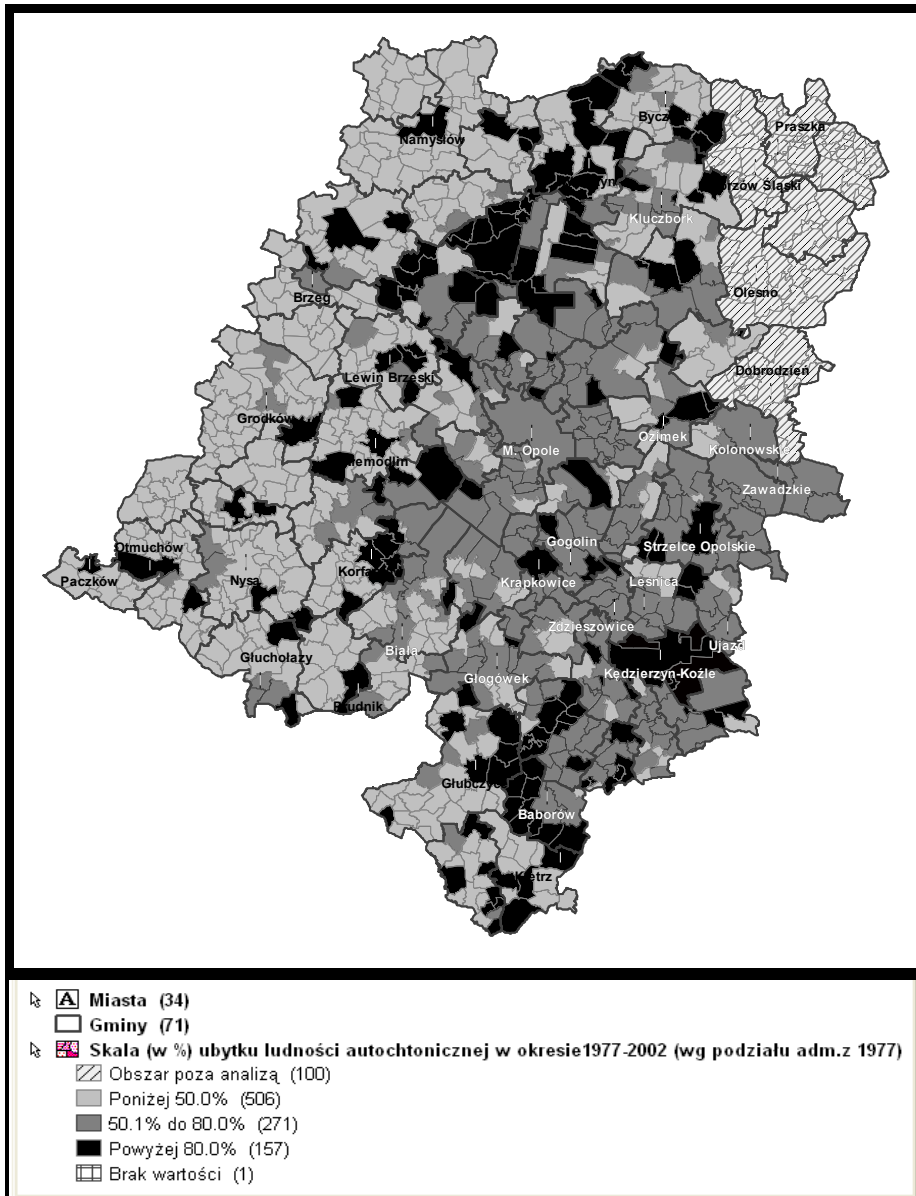 Namysłów
Praszka
Kluczbork
Brzeg
Olesno
Dobrodzień
Lewin Brzeski
Grodków
M. Opole
Ozimek
Kolonowskie
Zawadzkie
Gogolin
Strzelce Opolskie
Otmuchów
Paczków
Nysa
Krapkowice
Leśnica
Zdzieszowice
Ujazd
Biała
Głuchołazy
Kędzierzyn-Koźle
Głogówek
Prudnik
Głubczyce
Baborów
Kietrz
A Miasta (34)
Gminy (71)
Skala (w %) ubytku ludności autochtonicznej w okresie1977-2002 (wg podziału adm.z 1977)
Obszar poza analizą (100)
Poniżej 50.0% (506)
50.1% do 80.0% (271)
Powyżej 80.0% (157)
Brak wartości (1)